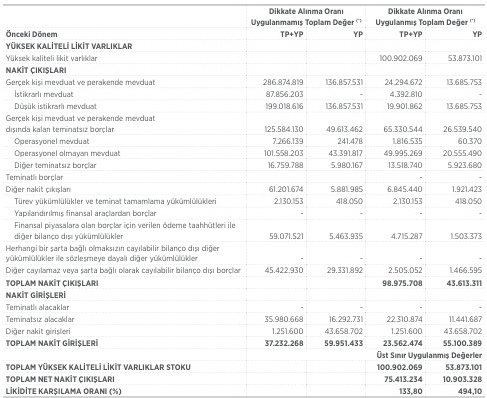 Dikkate Alınma Oranı Dikkate Alınma Oranı
Uygulanmamış Toplam Değer (*) Uygulanmış Toplam Değer (*)
Önceki Dönem TP+YP YP TP+YP YP
YÜKSEK KALİTELİ LİKİT VARLIKLAR
Yüksek kaliteli likit varlıklar 100.902.069 53.873.101
NAKİT ÇIKIŞLARI
Gerçek kişi mevduat ve perakende mevduat 286.874.819 136.857.531 24.294.672 13.685.753
İstikrarlı mevduat 87.856.203 - 4.392.810 -
Düşük istikrarlı mevduat 199.018.616 136.857.531 19.901.862 13.685.753
Gerçek kişi mevduat ve perakende mevduat
dışında kalan teminatsız borçlar 125.584.130 49.613.462 65.330.544 26.539.540
Operasyonel mevduat 7.266.139 241.478 1.816.535 60.370
Operasyonel olmayan mevduat 101.558.203 43.391.817 49.995.269 20.555.490
Diğer teminatsız borçlar 16.759.788 5.980.167 13.518.740 5.923.680
Teminatlı borçlar - -
Diğer nakit çıkışları 61.201.674 5.881.985 6.845.440 1.921.423
Türev yükümlülükler ve teminat tamamlama yükümlülükleri 2.130.153 418.050 2.130.153 418.050
Yapılandırılmış finansal araçlardan borçlar - - - -
Finansal piyasalara olan borçlar için verilen ödeme taahhütleri ile
diğer bilanço dışı yükümlülükler 59.071.521 5.463.935 4.715.287 1.503.373
Herhangi bir şarta bağlı olmaksızın cayılabilir bilanço dışı diğer
yükümlülükler ile sözleşmeye dayalı diğer yükümlülükler - - - -
Diğer cayılamaz veya şarta bağlı olarak cayılabilir bilanço dışı borçlar 45.422.930 29.331.892 2.505.052 1.466.595
TOPLAM NAKİT ÇIKIŞLARI 98.975.708 43.613.311
NAKİT GİRİŞLERİ
Teminatlı alacaklar - - - -
Teminatsız alacaklar 35.980.668 16.292.731 22.310.874 11.441.687
Diğer nakit girişleri 1.251.600 43.658.702 1.251.600 43.658.702
TOPLAM NAKİT GİRİŞLERİ 37.232.268 59.951.433 23.562.474 55.100.389
Üst Sınır Uygulanmış Değerler
TOPLAM YÜKSEK KALİTELİ LİKİT VARLIKLAR STOKU 100.902.069 53.873.101
TOPLAM NET NAKİT ÇIKIŞLARI 75.413.234 10.903.328
LİKİDİTE KARŞILAMA ORANI (%) 133,80 494,10